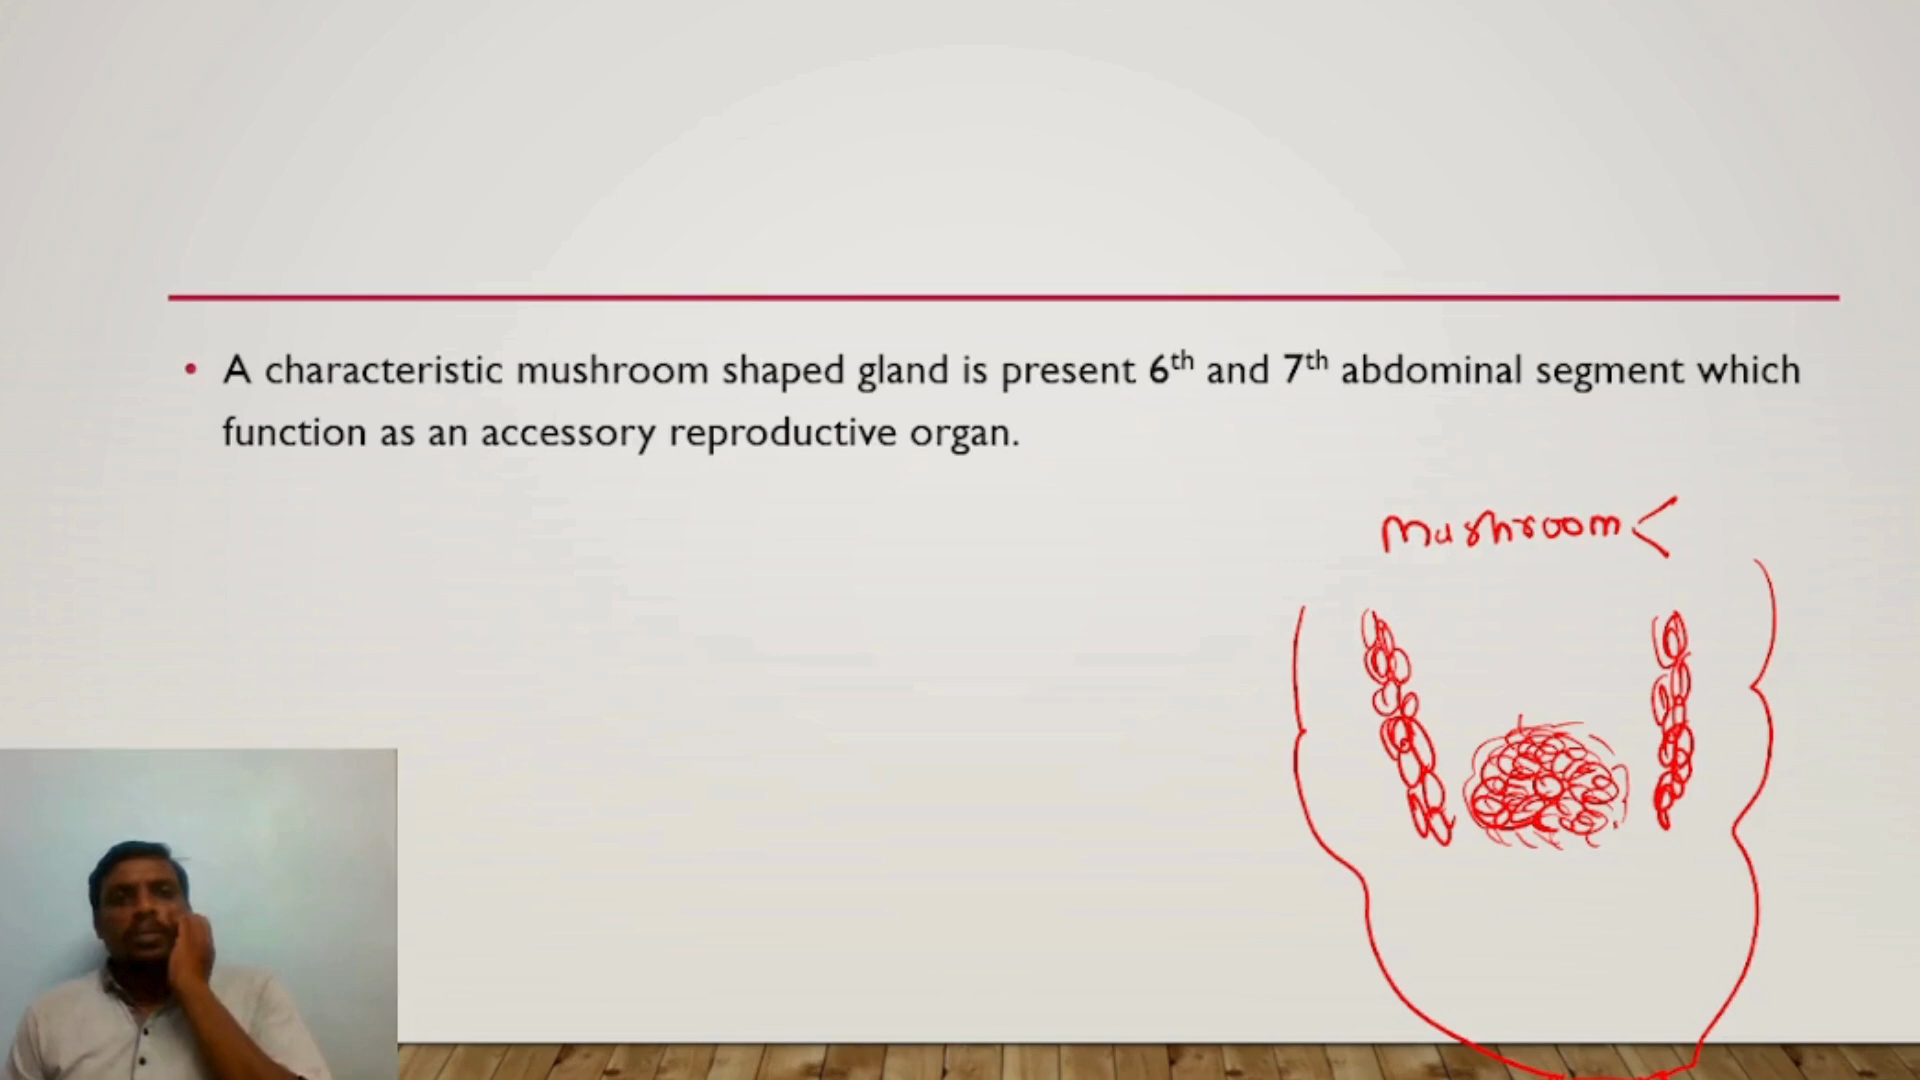 • A characteristic mushroom shaped gland is present 6th and 7th abdominal segment which
function as an accessory reproductive organ.
Mushroom <